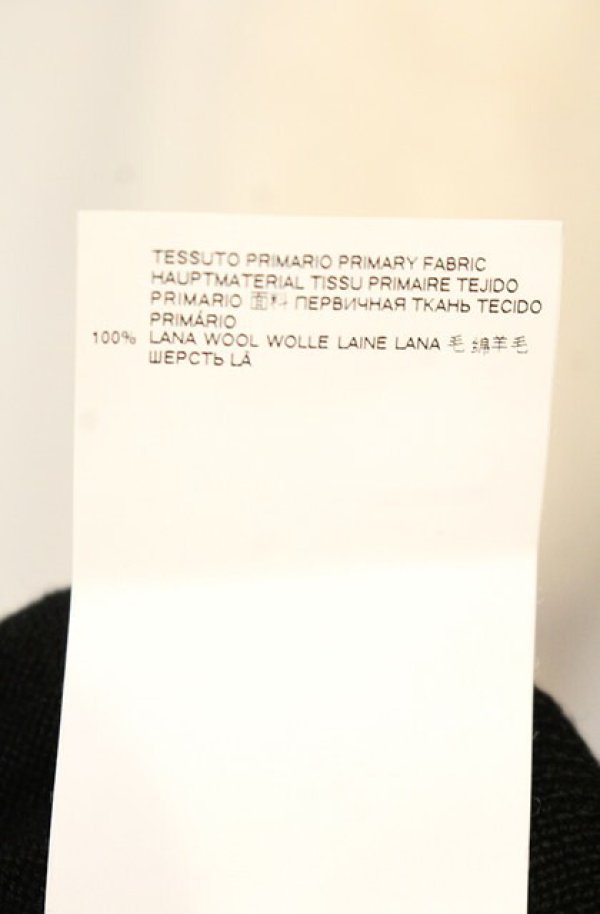 TESSUTO PRIMARIO PRIMARY FABRIC
HAUPTMATERIAL TISSU PRIMAIRE TEJIDO
PRIMARIO 面料 ПЕРВИЧНАЯ ТКАНЬ TECIDO
PRIMÁRIO
100% LANA WOOL WOLLE LAINE LANA 毛 绵羊毛
ШЕРСТЬ LÃ